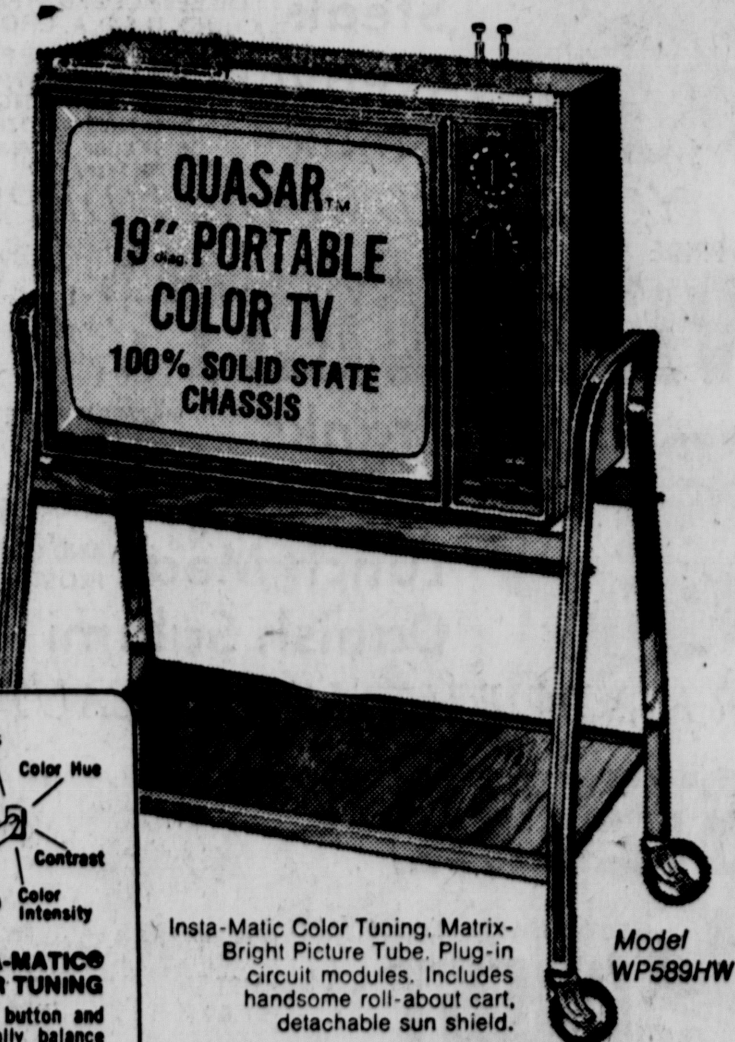 QUASAR™
19" diag. PORTABLE
COLOR TV
100% SOLID STATE
CHASSIS
Color Hue
Contrast
Color
Intensity
A-MATIC®
R TUNING
button and
ally balance
Insta-Matic Color Tuning, Matrix-
Bright Picture Tube. Plug-in
circuit modules. Includes
handsome roll-about cart,
detachable sun shield.
Model
WP589HW